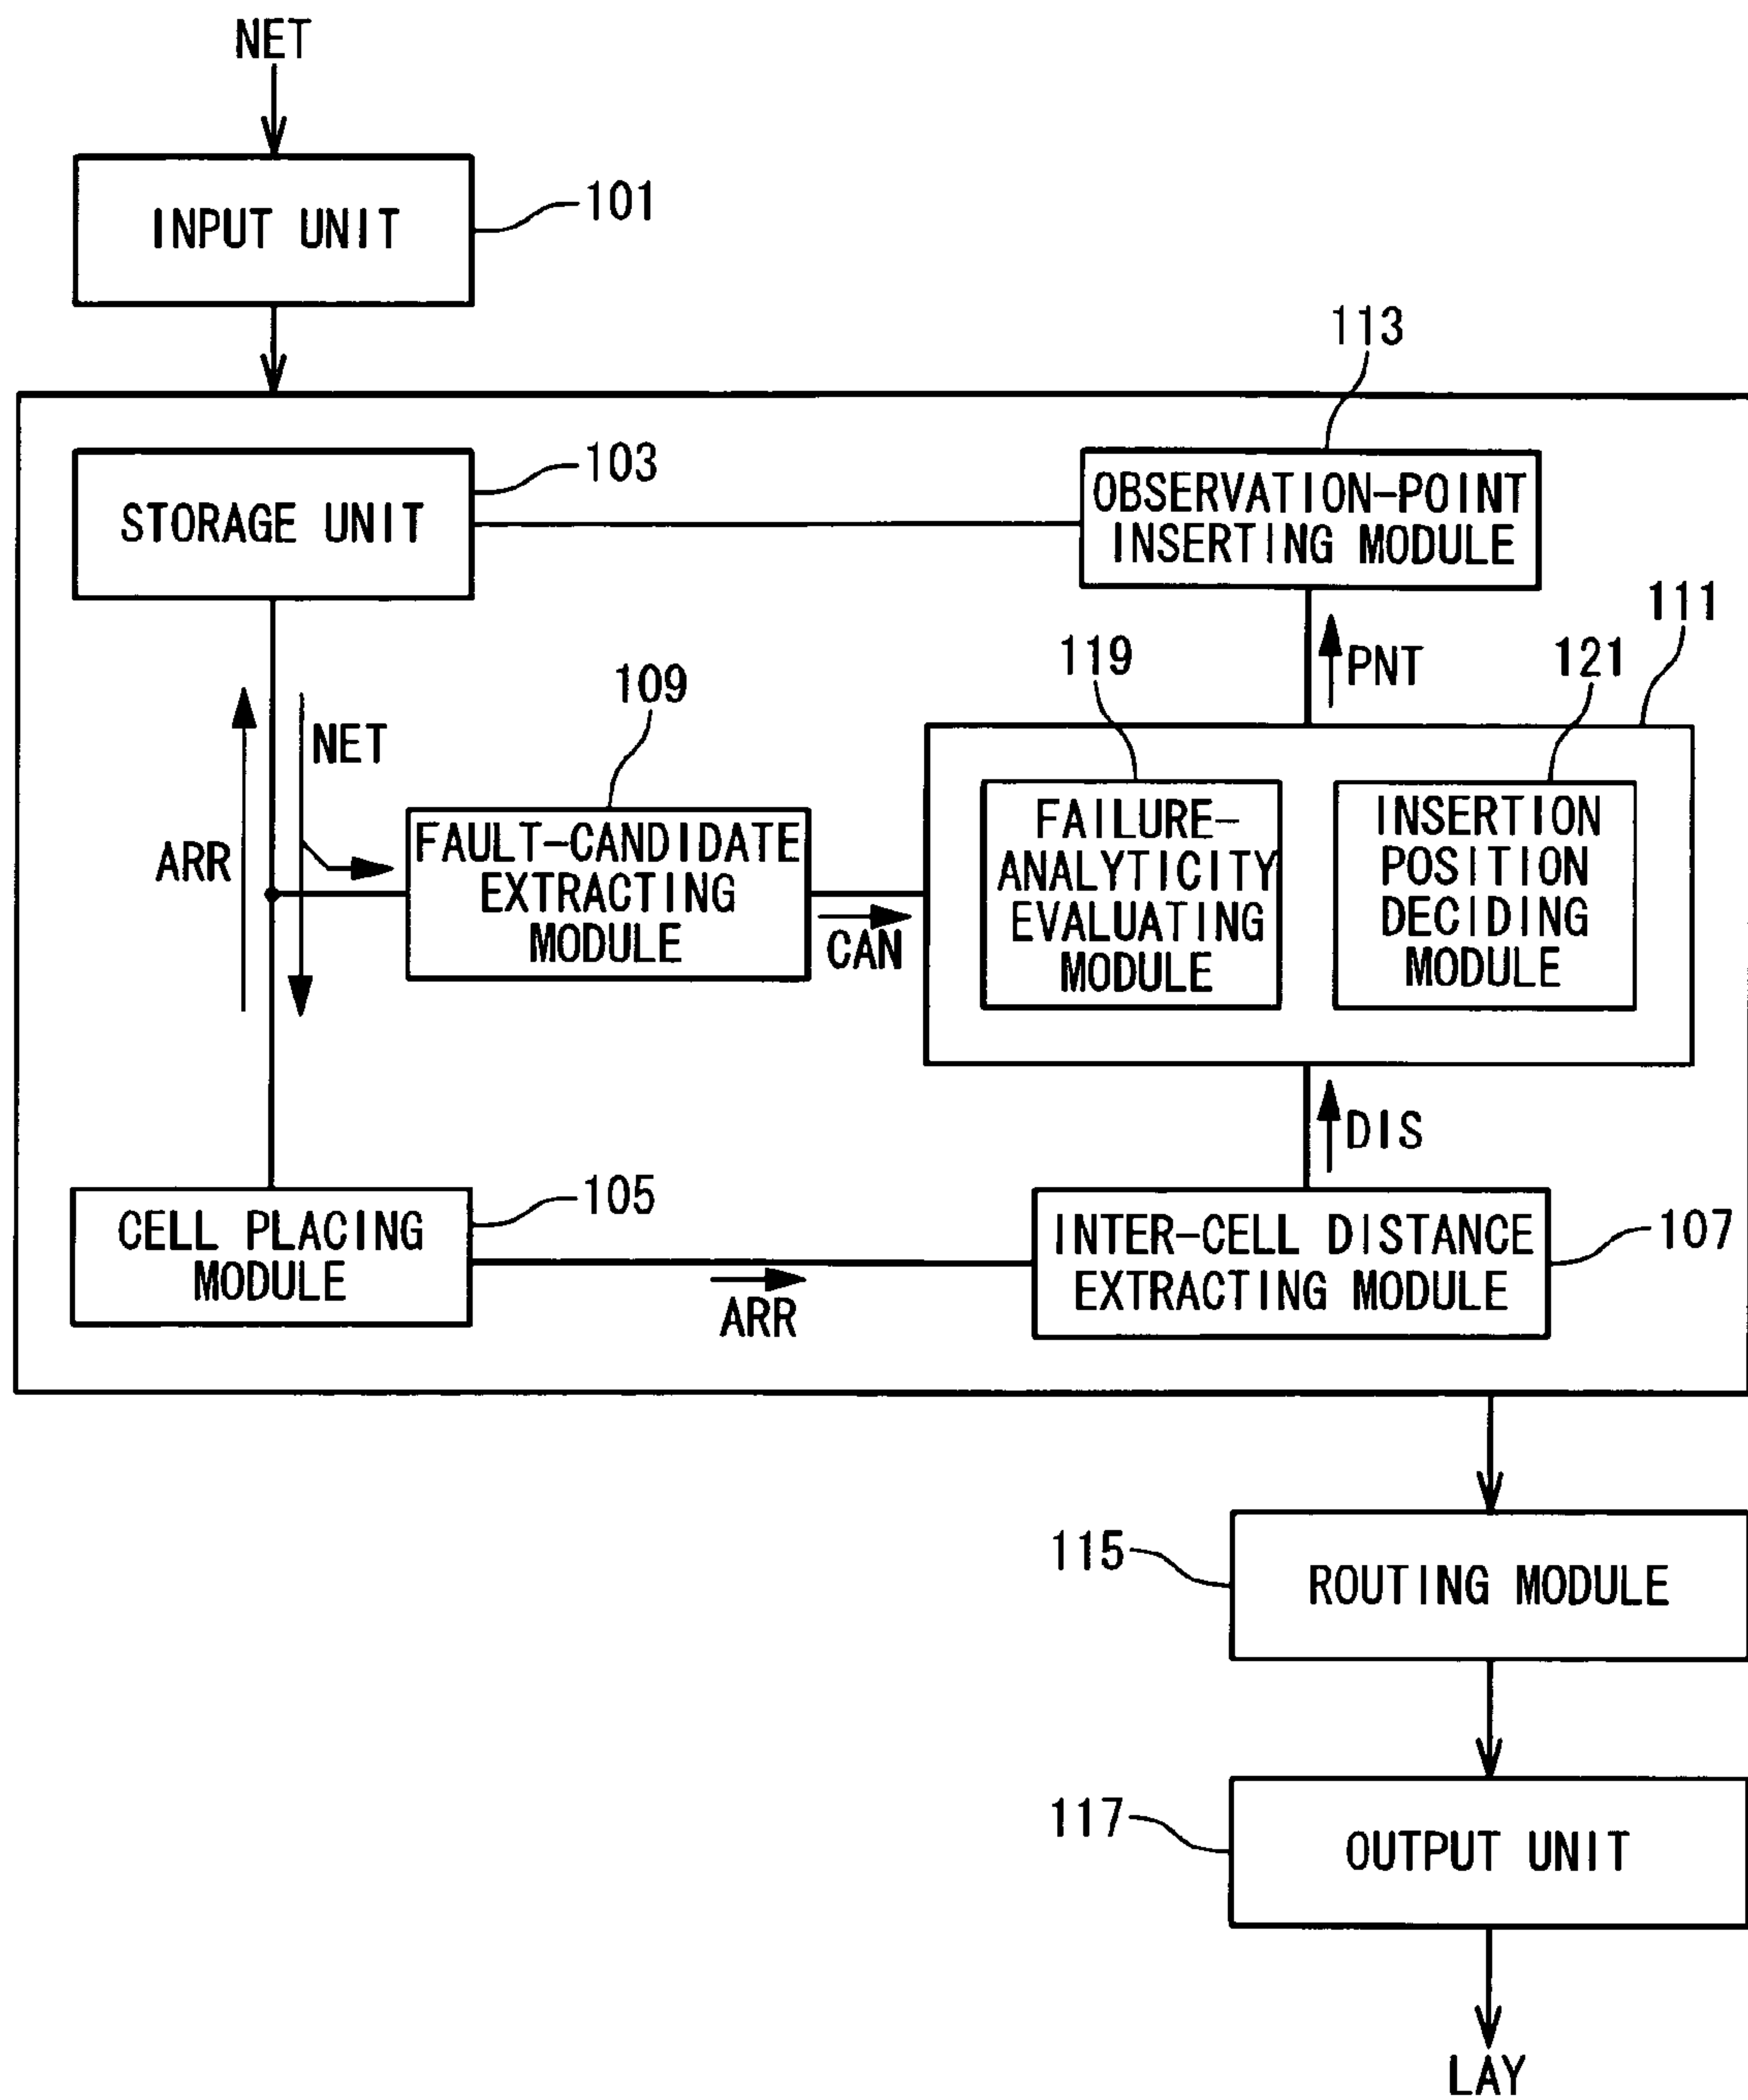 NET
INPUT UNIT
101
113
STORAGE UNIT
103
OBSERVATION-POINT
INSERTING MODULE
111
119
PNT
121
109
NET
ARR
FAULT-CANDIDATE
EXTRACTING
MODULE
CAN
FAILURE-
ANALYTICITY
EVALUATING
MODULE
INSERTION
POSITION
DECIDING
MODULE
DIS
CELL PLACING
MODULE
105
ARR
INTER-CELL DISTANCE
EXTRACTING MODULE
107
115
ROUTING MODULE
117
OUTPUT UNIT
LAY